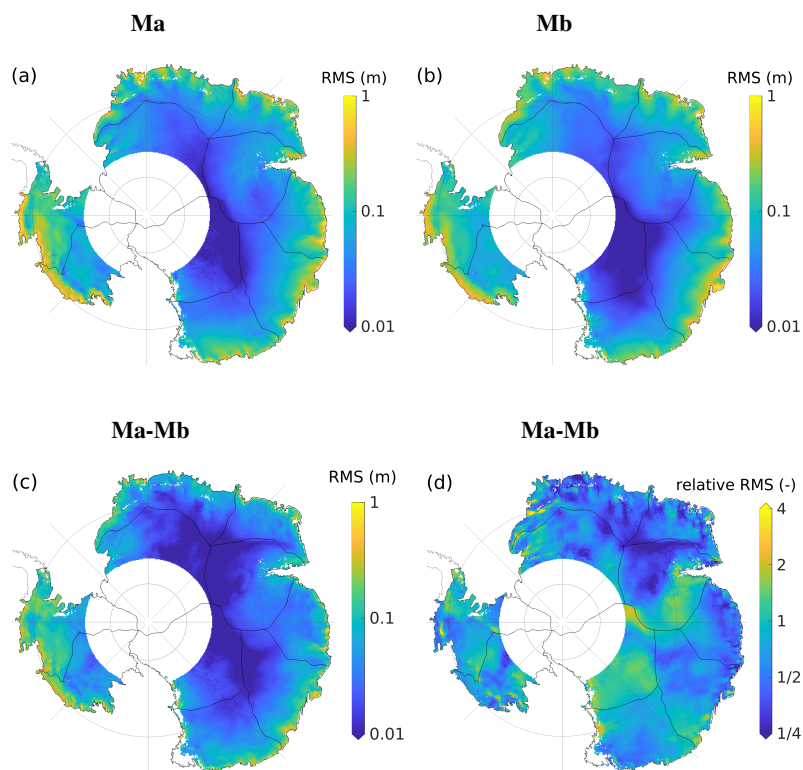 Ma
Mb
(a)
RMS (m)
1
0.1
0.01
(b)
RMS (m)
1
0.1
0.01
Ma-Mb
Ma-Mb
(c)
RMS (m)
1
0.1
0.01
(d)
relative RMS (-)
4
2
1
1/2
1/4